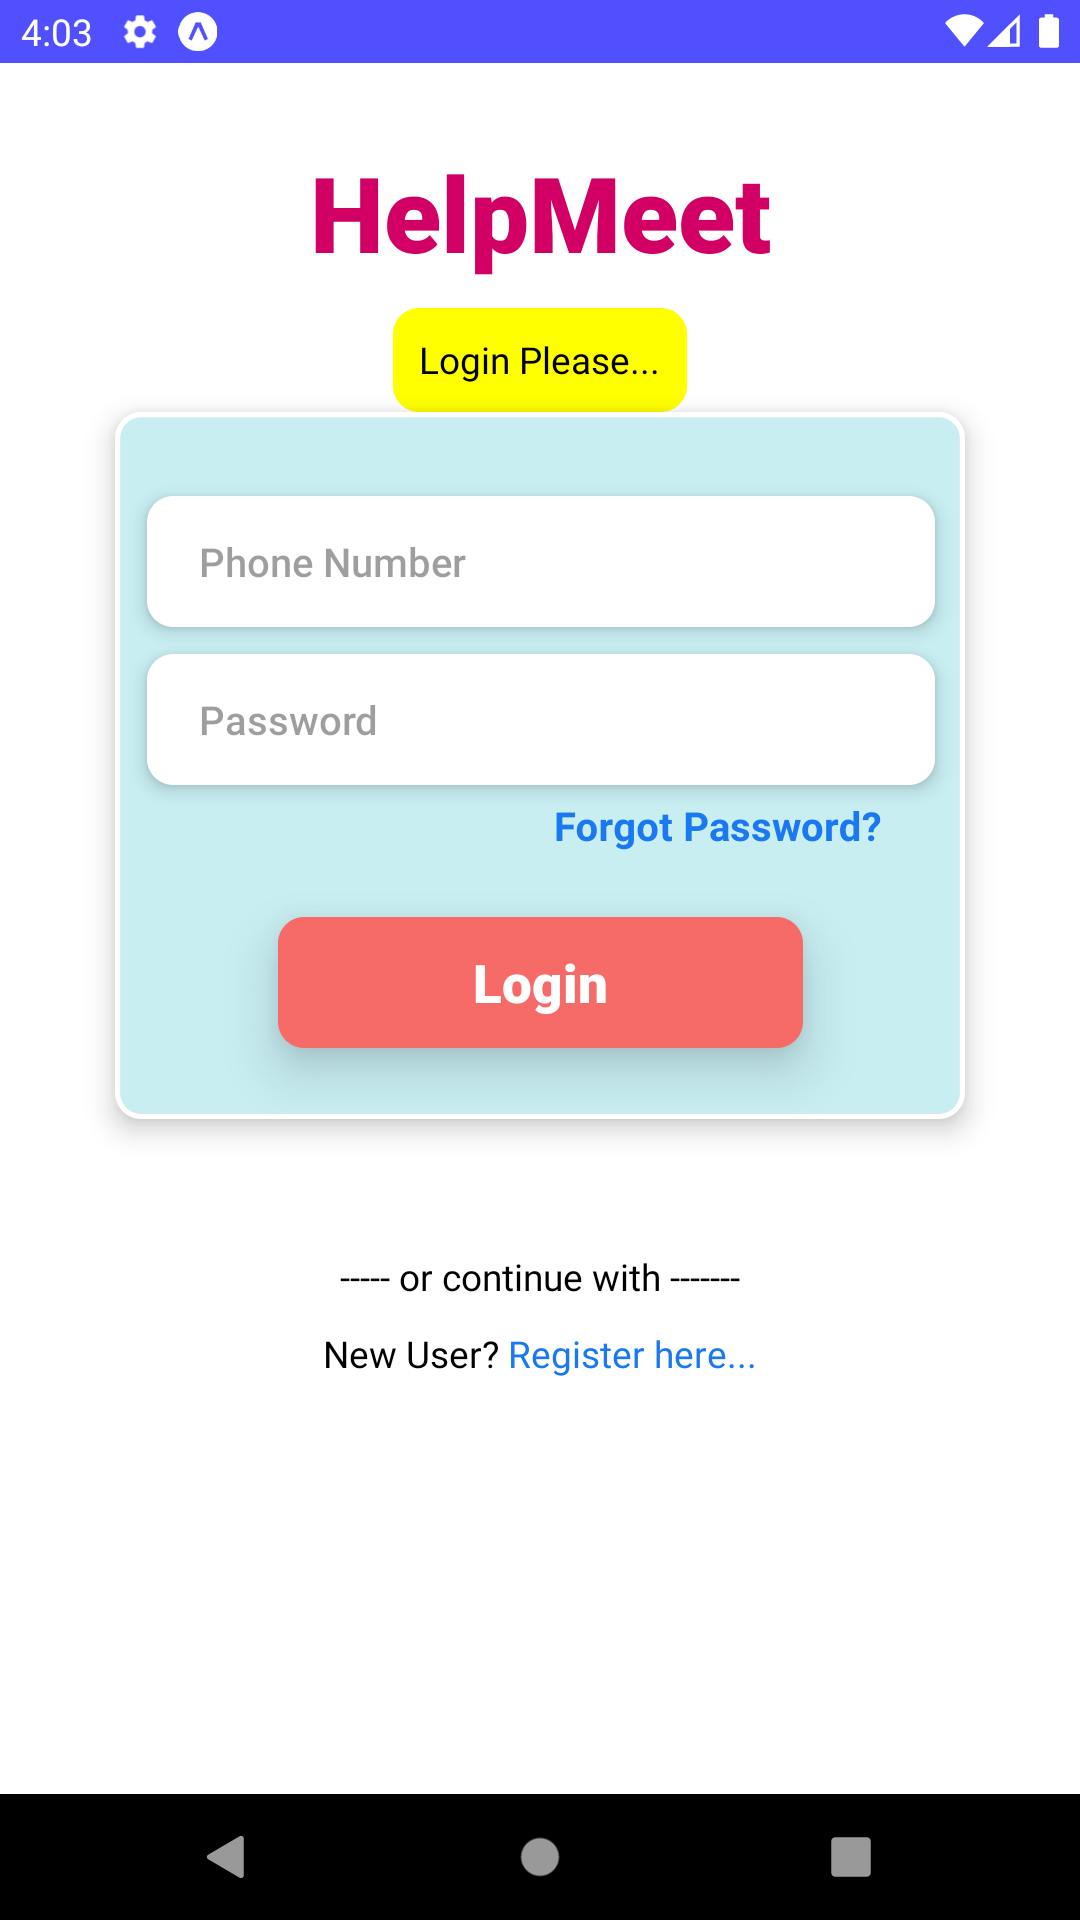 4:03
HelpMeet
Login Please...
Phone Number
Password
Forgot Password?
Login
----- or continue with -------
New User? Register here...